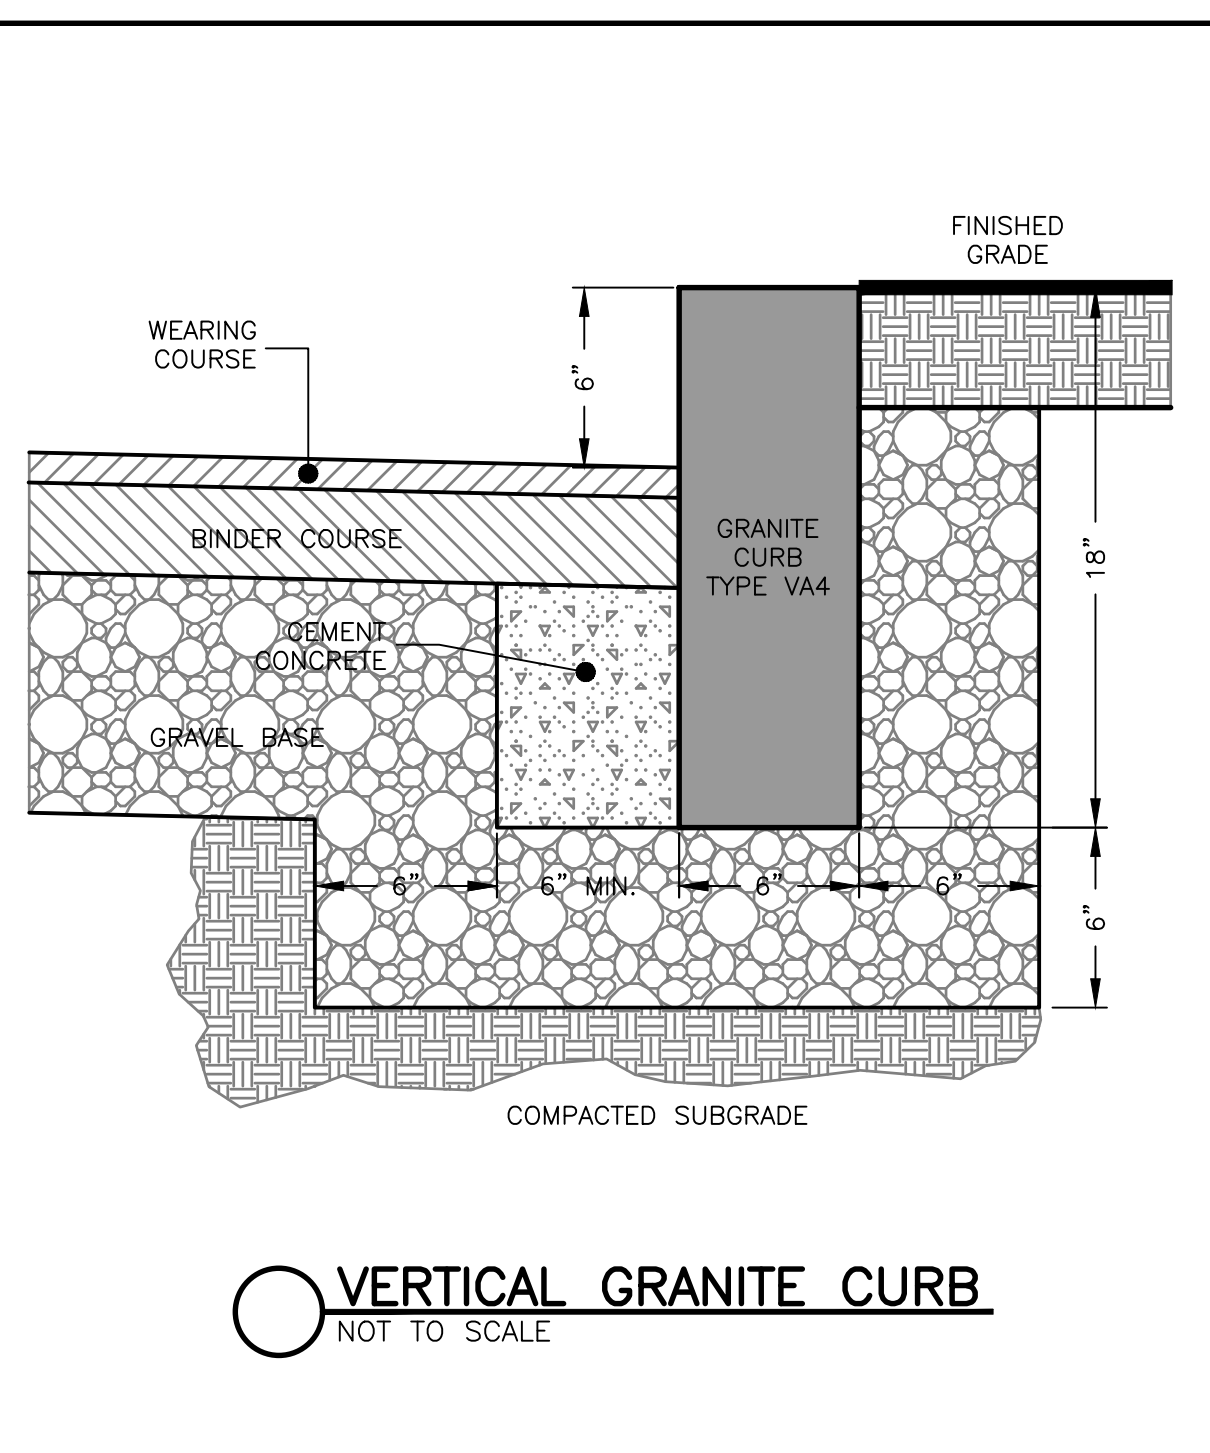 FINISHED
GRADE
WEARING
COURSE
6”
BINDER COURSE
GRANITE
CURB
TYPE VA4
18”
CEMENT
CONCRETE
GRAVEL BASE
6”
6” MIN.
6”
6”
6”
COMPACTED SUBGRADE
VERTICAL GRANITE CURB
NOT TO SCALE